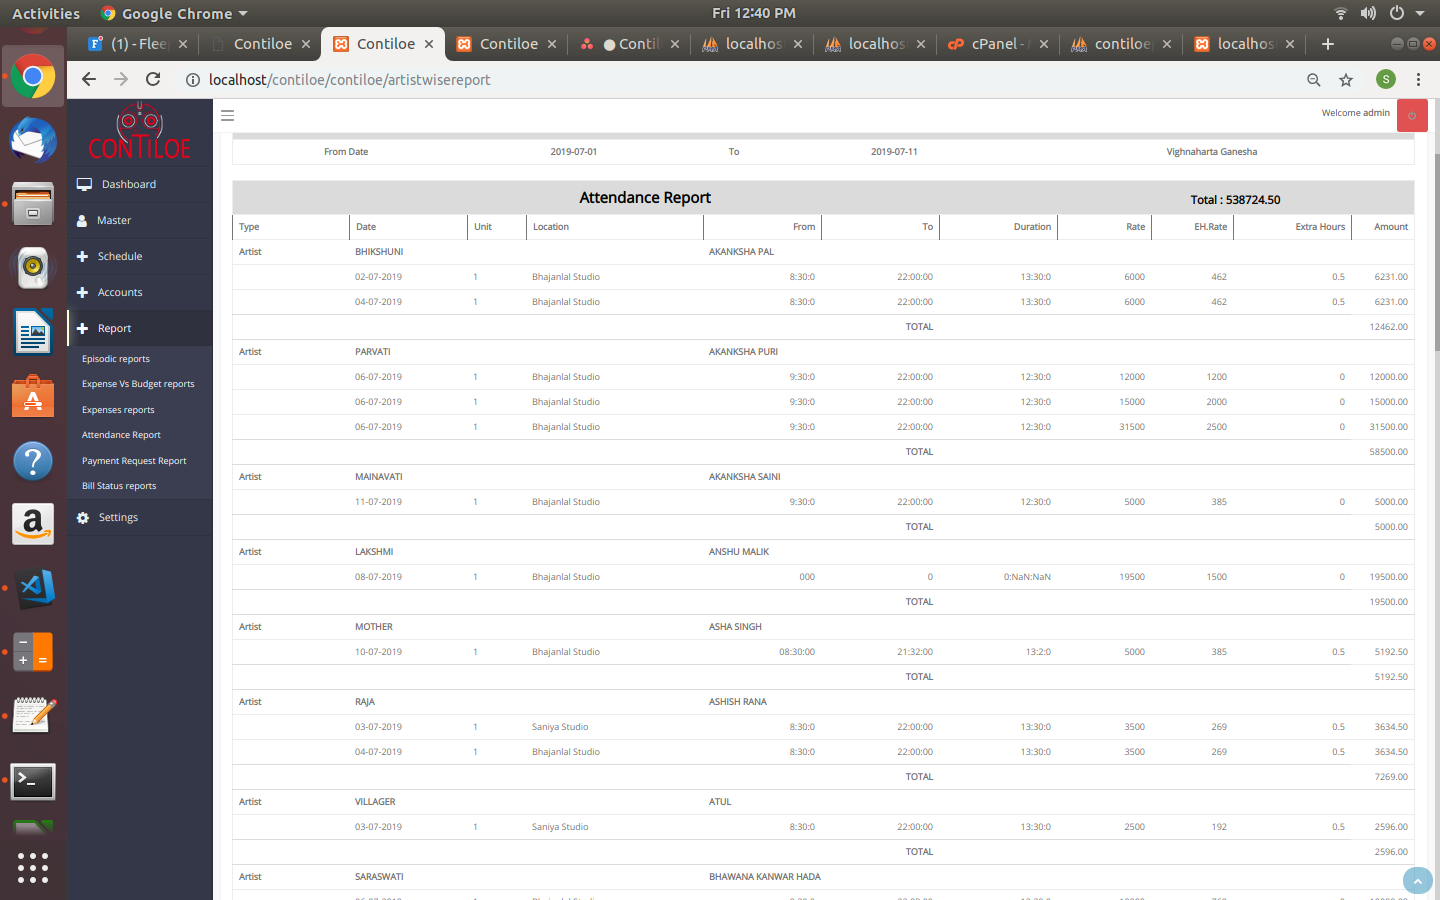 Activities Google Chrome Fri 12:40 PM
(1) - Flee Contiloe Contiloe Contiloe Conti localhos localhos cPanel - contiloe localhos
localhost/contiloe/contiloe/artistwisereport S
CONTILOE Welcome admin
From Date 2019-07-01 To 2019-07-11 Vighnaharta Ganesha
Dashboard
Master
Schedule
Accounts
Report
Episodic reports
Expense Vs Budget reports
Expenses reports
Attendance Report
Payment Request Report
Bill Status reports
Settings
Attendance Report Total : 538724.50
Type Date Unit Location From To Duration Rate EH.Rate Extra Hours Amount
Artist BHIKSHUNI AKANKSHA PAL
02-07-2019 1 Bhajanlal Studio 8:30:0 22:00:00 13:30:0 6000 462 0.5 6231.00
04-07-2019 1 Bhajanlal Studio 8:30:0 22:00:00 13:30:0 6000 462 0.5 6231.00
TOTAL 12462.00
Artist PARVATI AKANKSHA PURI
06-07-2019 1 Bhajanlal Studio 9:30:0 22:00:00 12:30:0 12000 1200 0 12000.00
06-07-2019 1 Bhajanlal Studio 9:30:0 22:00:00 12:30:0 15000 2000 0 15000.00
06-07-2019 1 Bhajanlal Studio 9:30:0 22:00:00 12:30:0 31500 2500 0 31500.00
TOTAL 58500.00
Artist MAINAVATI AKANKSHA SAINI
11-07-2019 1 Bhajanlal Studio 9:30:0 22:00:00 12:30:0 5000 385 0 5000.00
TOTAL 5000.00
Artist LAKSHMI ANSHU MALIK
08-07-2019 1 Bhajanlal Studio 000 0 0:NaN:NaN 19500 1500 0 19500.00
TOTAL 19500.00
Artist MOTHER ASHA SINGH
10-07-2019 1 Bhajanlal Studio 08:30:00 21:32:00 13:2:0 5000 385 0.5 5192.50
TOTAL 5192.50
Artist RAJA ASHISH RANA
03-07-2019 1 Saniya Studio 8:30:0 22:00:00 13:30:0 3500 269 0.5 3634.50
04-07-2019 1 Bhajanlal Studio 8:30:0 22:00:00 13:30:0 3500 269 0.5 3634.50
TOTAL 7269.00
Artist VILLAGER ATUL
03-07-2019 1 Saniya Studio 8:30:0 22:00:00 13:30:0 2500 192 0.5 2596.00
TOTAL 2596.00
Artist SARASWATI BHAWANA KANWAR HADA